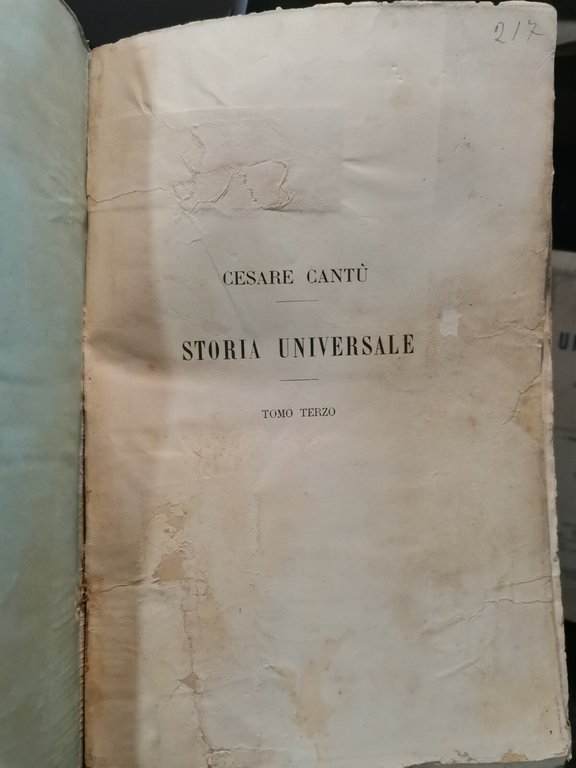 217
CESARE CANTÙ
STORIA UNIVERSALE
TOMO TERZO